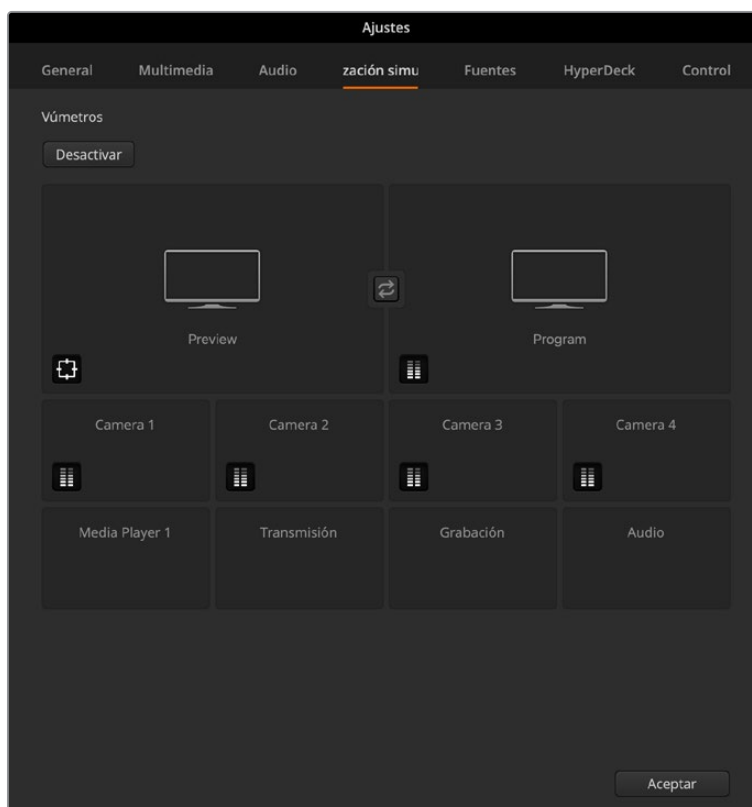 Ajustes
General Multimedia Audio zación simu Fuentes HyperDeck Control
Vúmetros
Desactivar
Preview Program
Camera 1 Camera 2 Camera 3 Camera 4
Media Player 1 Transmisión Grabación Audio
Aceptar